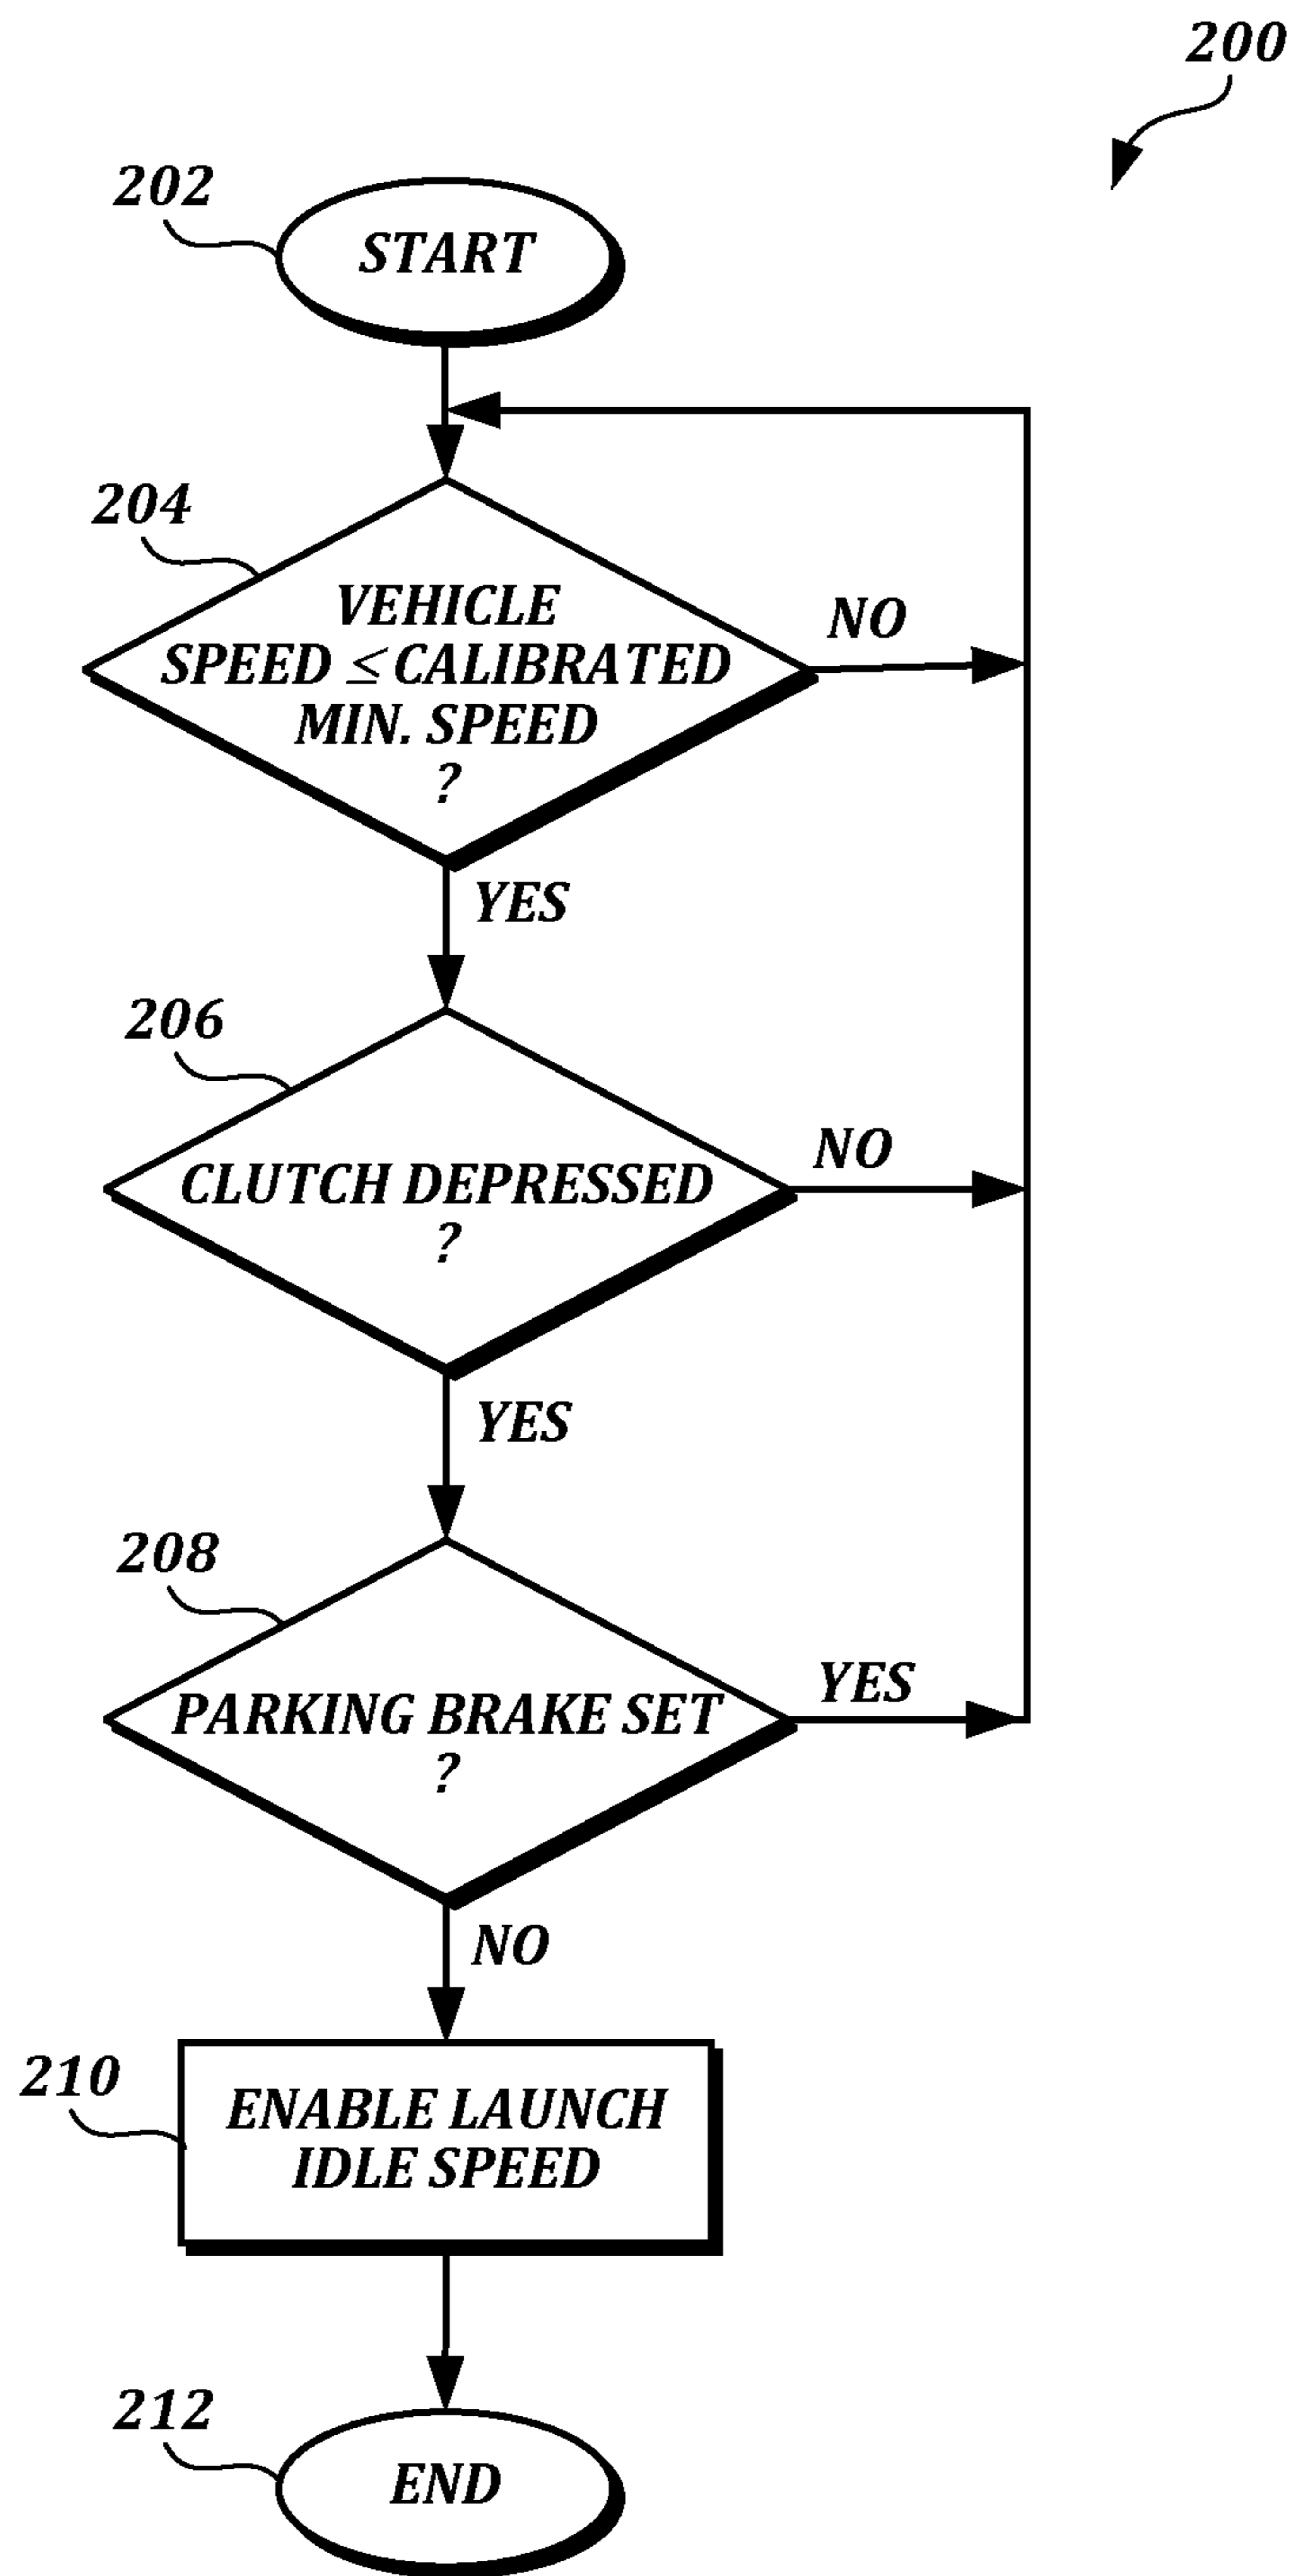 200
202
START
204
VEHICLE
SPEED ≤ CALIBRATED
MIN. SPEED
?
NO
YES
206
CLUTCH DEPRESSED
?
NO
YES
208
PARKING BRAKE SET
?
YES
NO
210
ENABLE LAUNCH
IDLE SPEED
212
END